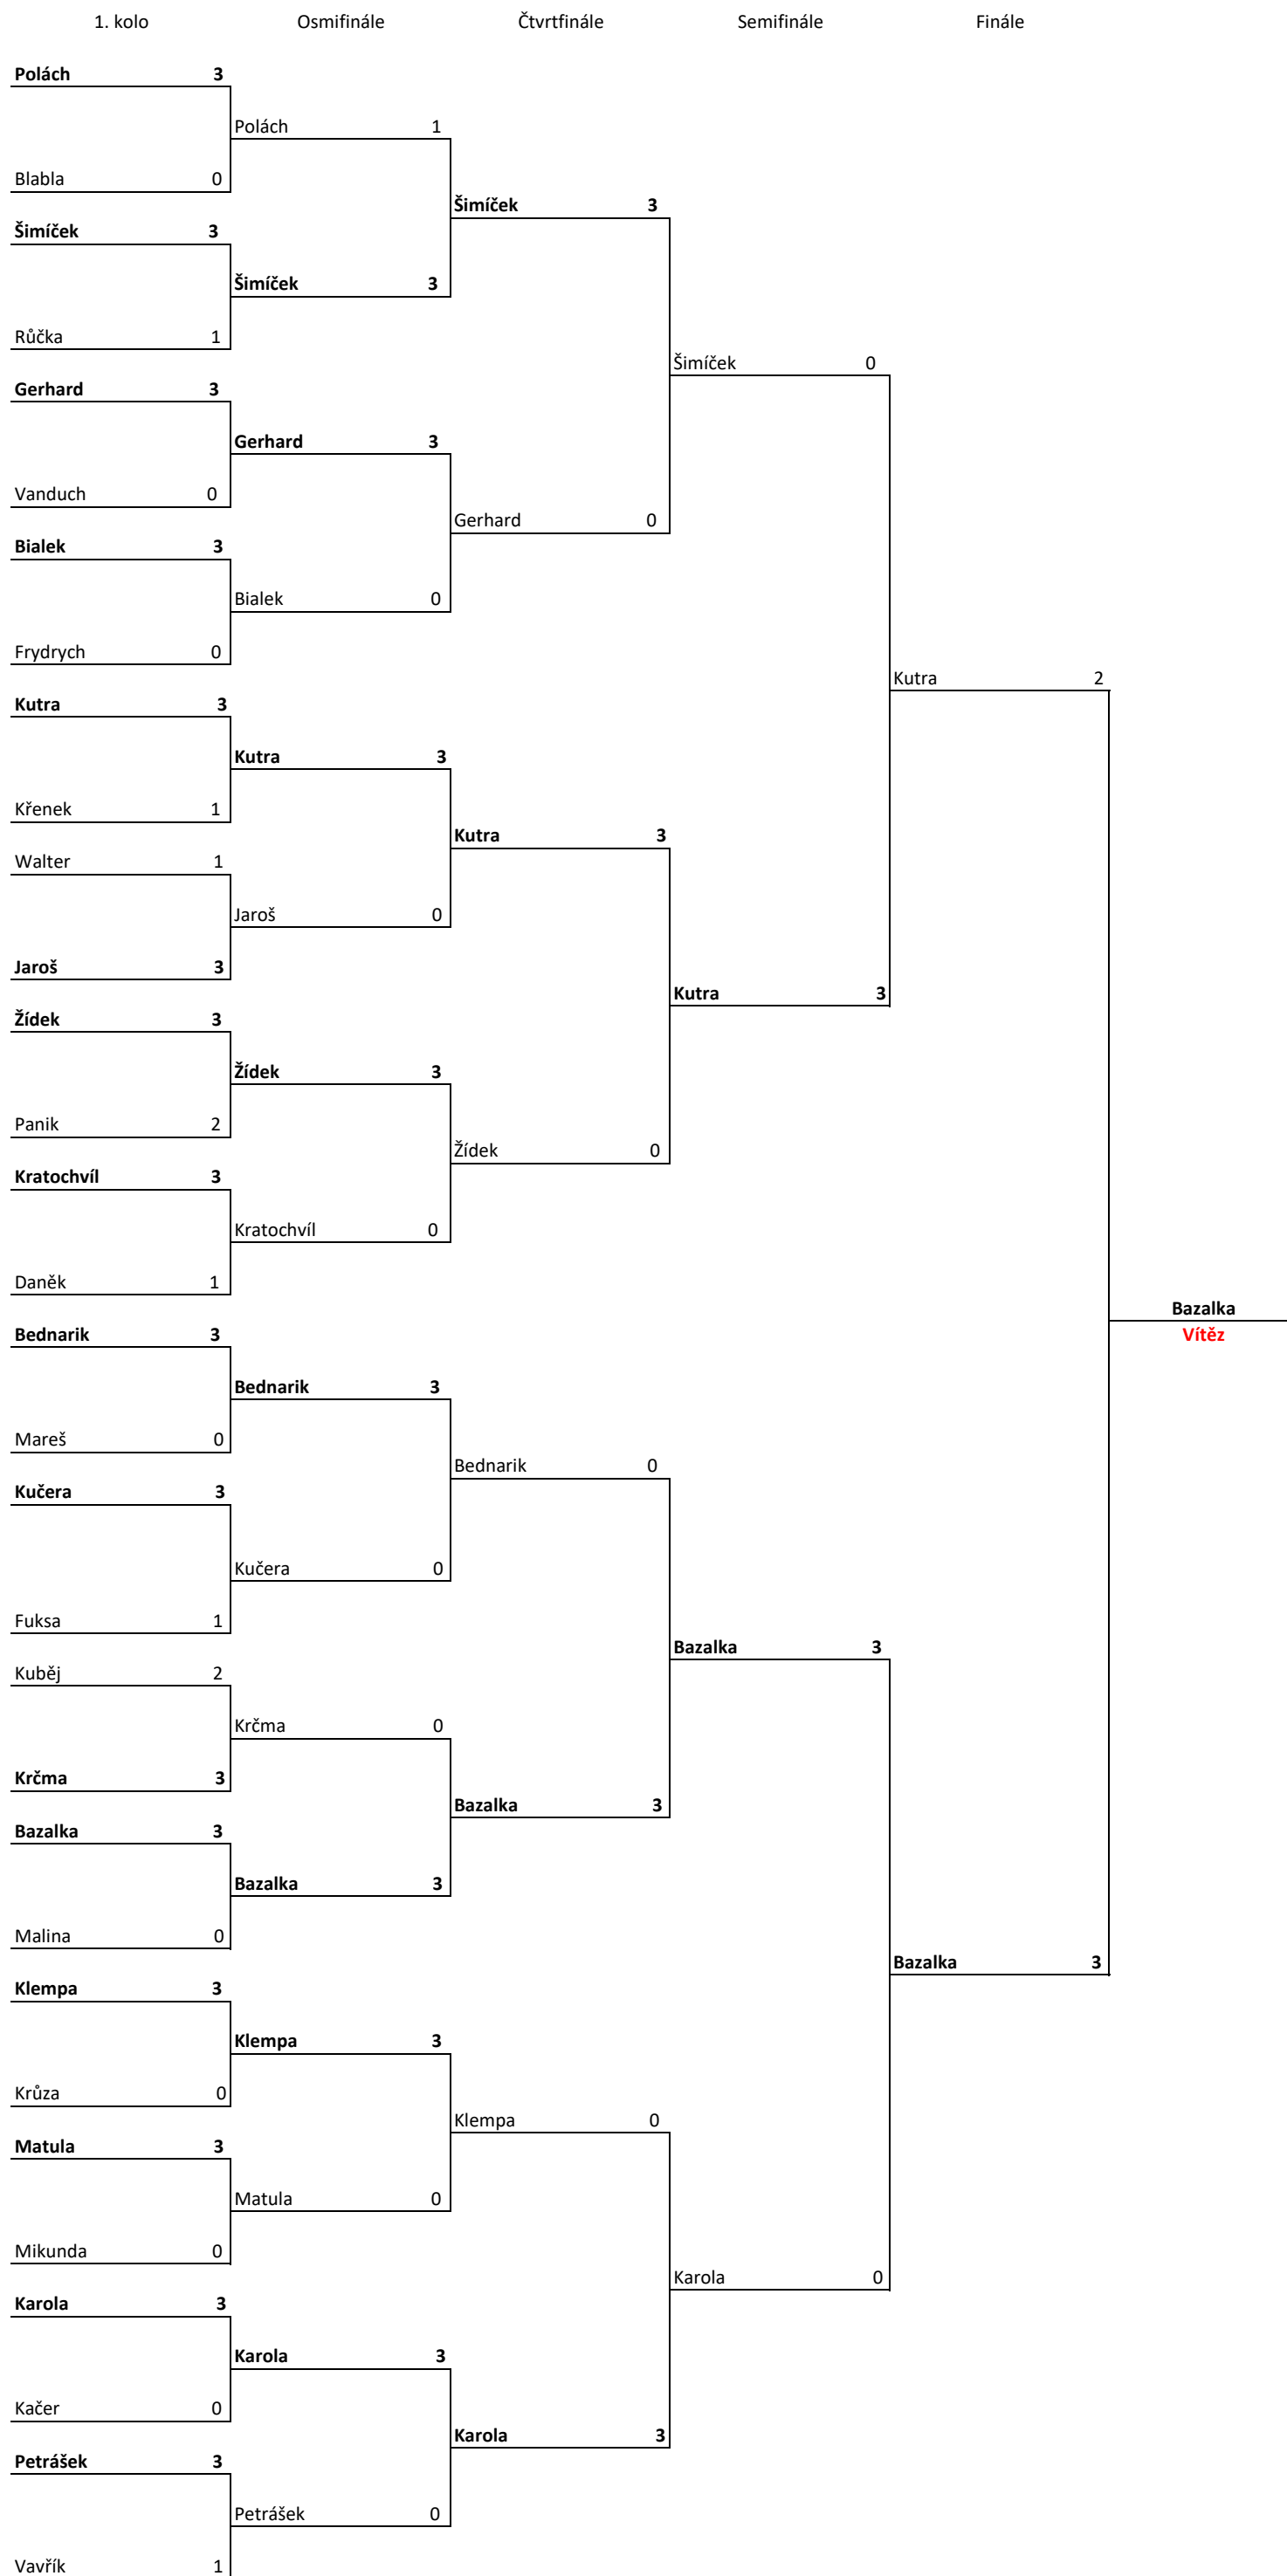 1. kolo Osmifinále Čtvrtfinále Semifinále Finále
Polách 3
Polách 1
Blabla 0
Šimíček 3
Šimíček 3
Šimíček 3
Růčka 1
Šimíček 0
Gerhard 3
Gerhard 3
Vanduch 0
Gerhard 0
Bialek 3
Bialek 0
Frydrych 0
Kutra 2
Kutra 3
Kutra 3
Křenek 1
Kutra 3
Walter 1
Jaroš 0
Jaroš 3
Kutra 3
Žídek 3
Žídek 3
Panik 2
Žídek 0
Kratochvíl 3
Kratochvíl 0
Daněk 1
Bazalka
Bednarik 3
Vítěz
Bednarik 3
Mareš 0
Bednarik 0
Kučera 3
Kučera 0
Fuksa 1
Bazalka 3
Kuběj 2
Krčma 0
Krčma 3
Bazalka 3
Bazalka 3
Bazalka 3
Malina 0
Bazalka 3
Klempa 3
Klempa 3
Krůza 0
Klempa 0
Matula 3
Matula 0
Mikunda 0
Karola 0
Karola 3
Karola 3
Kačer 0
Karola 3
Petrášek 3
Petrášek 0
Vavřík 1